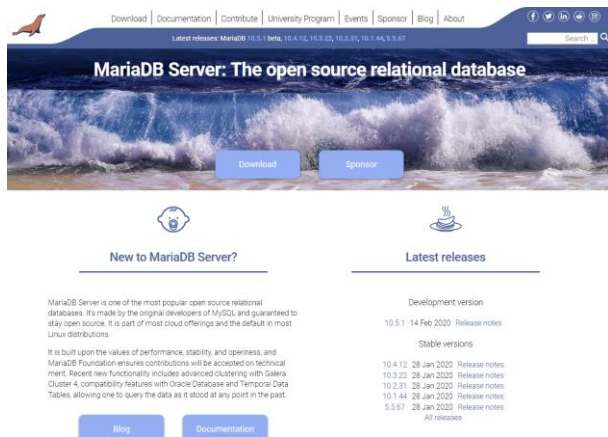 Download | Documentation | Contribute | University Program | Events | Sponsor | Blog | About
Latest releases: MariaDB 10.5.1 beta, 10.4.12, 10.3.22, 10.2.31, 10.1.44, 5.5.67
Search ..
MariaDB Server: The open source relational database
Download
Sponsor
New to MariaDB Server?
MariaDB Server is one of the most popular open source relational
databases. It's made by the original developers of MySQL and guaranteed to
stay open source. It is part of most cloud offerings and the default in most
Linux distributions.
It is built upon the values of performance, stability, and openness, and
MariaDB Foundation ensures contributions will be accepted on technical
merit. Recent new functionality includes advanced clustering with Galera
Cluster 4, compatibility features with Oracle Database and Temporal Data
Tables, allowing one to query the data as it stood at any point in the past.
Blog
Documentation
Latest releases
Development version
10.5.1 14 Feb 2020 Release notes
Stable versions
10.4.12 28 Jan 2020 Release notes
10.3.22 28 Jan 2020 Release notes
10.2.31 28 Jan 2020 Release notes
10.1.44 28 Jan 2020 Release notes
5.5.67 28 Jan 2020 Release notes
All releases